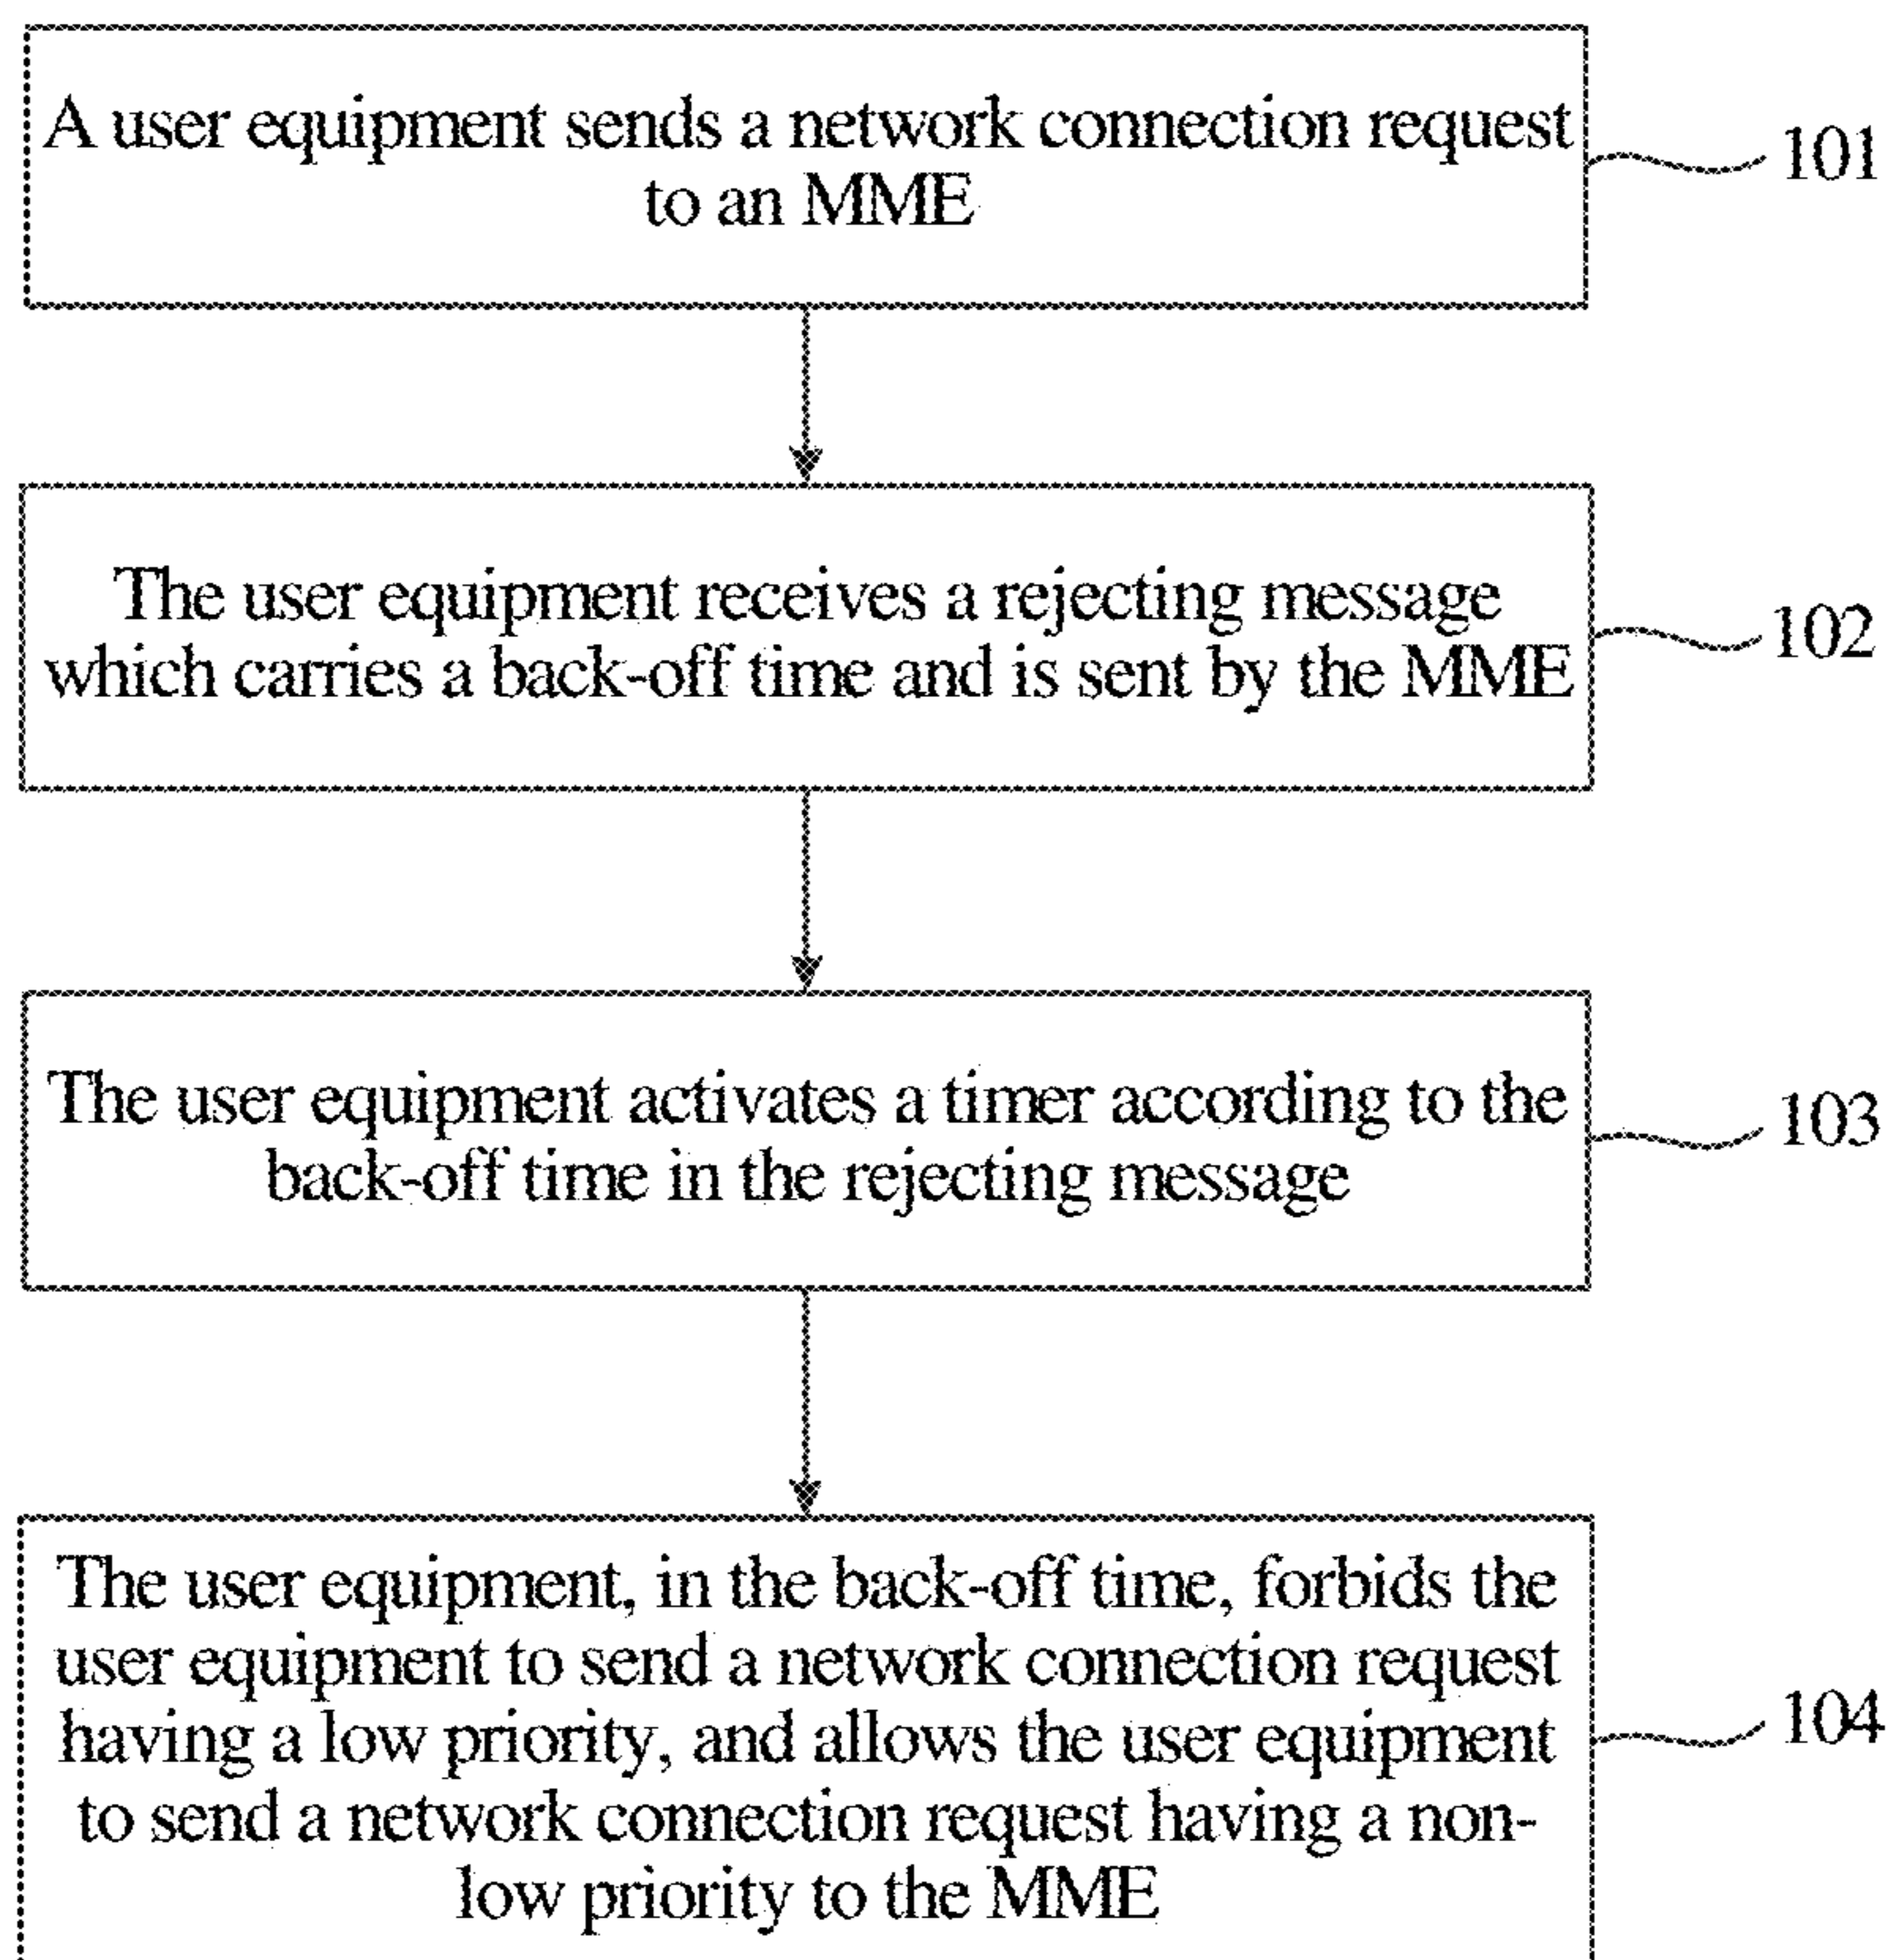 A user equipment sends a network connection request
to an MME
101
The user equipment receives a rejecting message
which carries a back-off time and is sent by the MME
102
The user equipment activates a timer according to the
back-off time in the rejecting message
103
The user equipment, in the back-off time, forbids the
user equipment to send a network connection request
having a low priority, and allows the user equipment
to send a network connection request having a non-
low priority to the MME
104